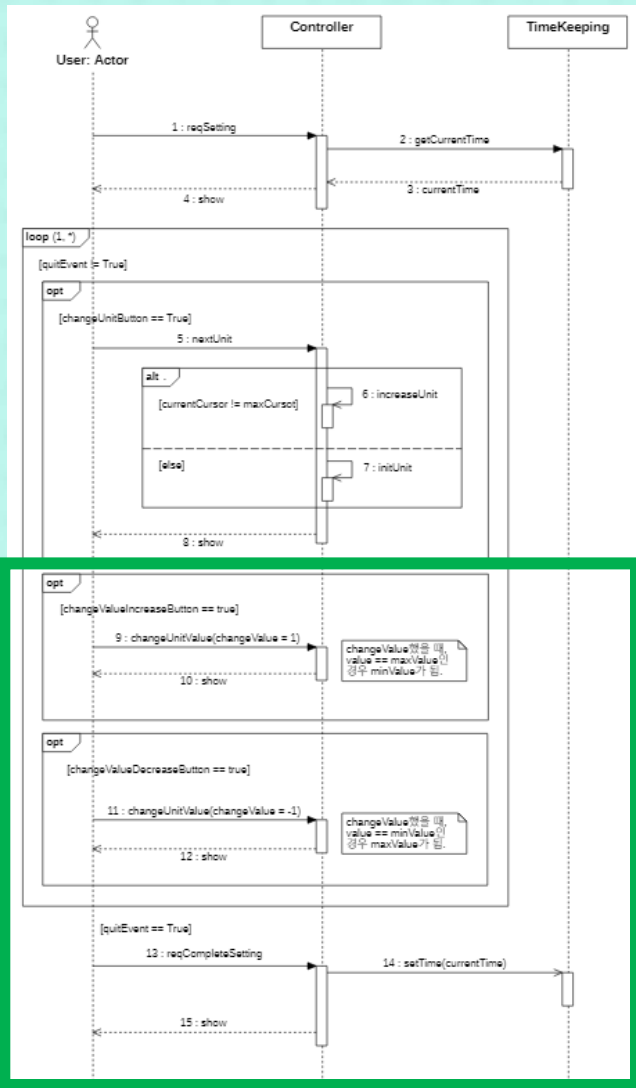 Controller
TimeKeeping
User: Actor
1 : reqSetting
2 : getCurrentTime
3 : currentTime
4 : show
loop (1, *)
[quitEvent != True]
opt
[changeUnitButton == True]
5 : nextUnit
alt .
[currentCursor != maxCursot]
6 : increaseUnit
[else]
7 : initUnit
8 : show
opt
[changeValueIncreaseButton == true]
9 : changeUnitValue(changeValue = 1)
changeValue했을 때,
value == maxValue인
경우 minValue가 됨.
10 : show
opt
[changeValueDecreaseButton == true]
11 : changeUnitValue(changeValue = -1)
changeValue했을 때,
value == minValue인
경우 maxValue가 됨.
12 : show
[quitEvent == True]
13 : reqCompleteSetting
14 : setTime(currentTime)
15 : show